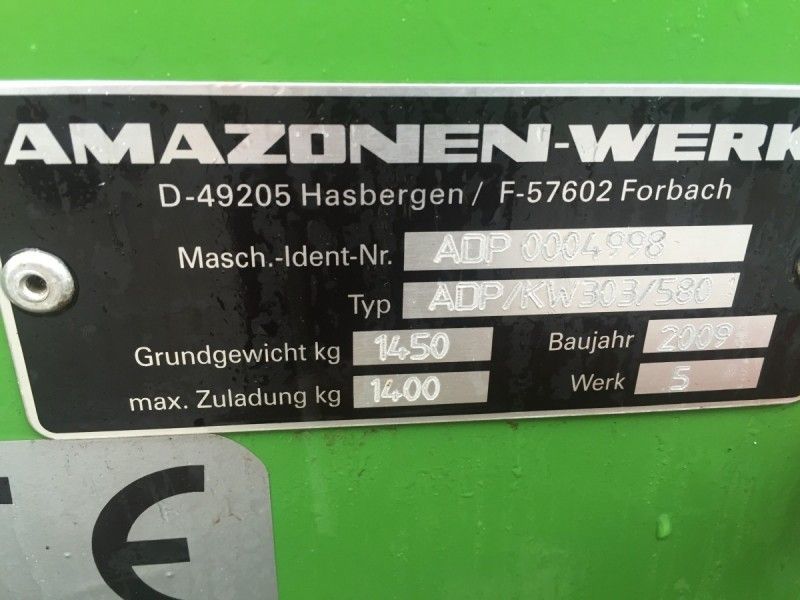 AMAZONEN-WERK
D-49205 Hasbergen / F-57602 Forbach
Masch.-Ident-Nr. ADP 0004998
Typ ADP/KW303/580
Grundgewicht kg 1450 Baujahr 2009
max. Zuladung kg 1400 Werk 5
CE